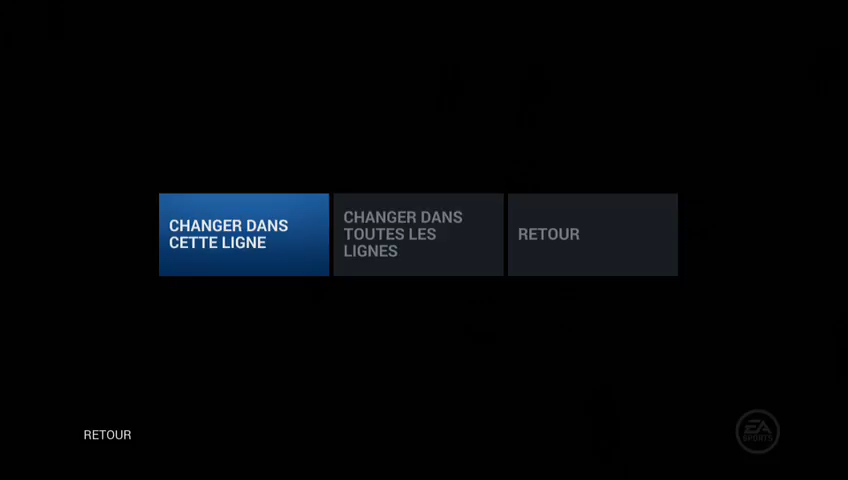 CHANGER DANS
CETTE LIGNE
CHANGER DANS
TOUTES LES
LIGNES
RETOUR
RETOUR
EA
SPORTS